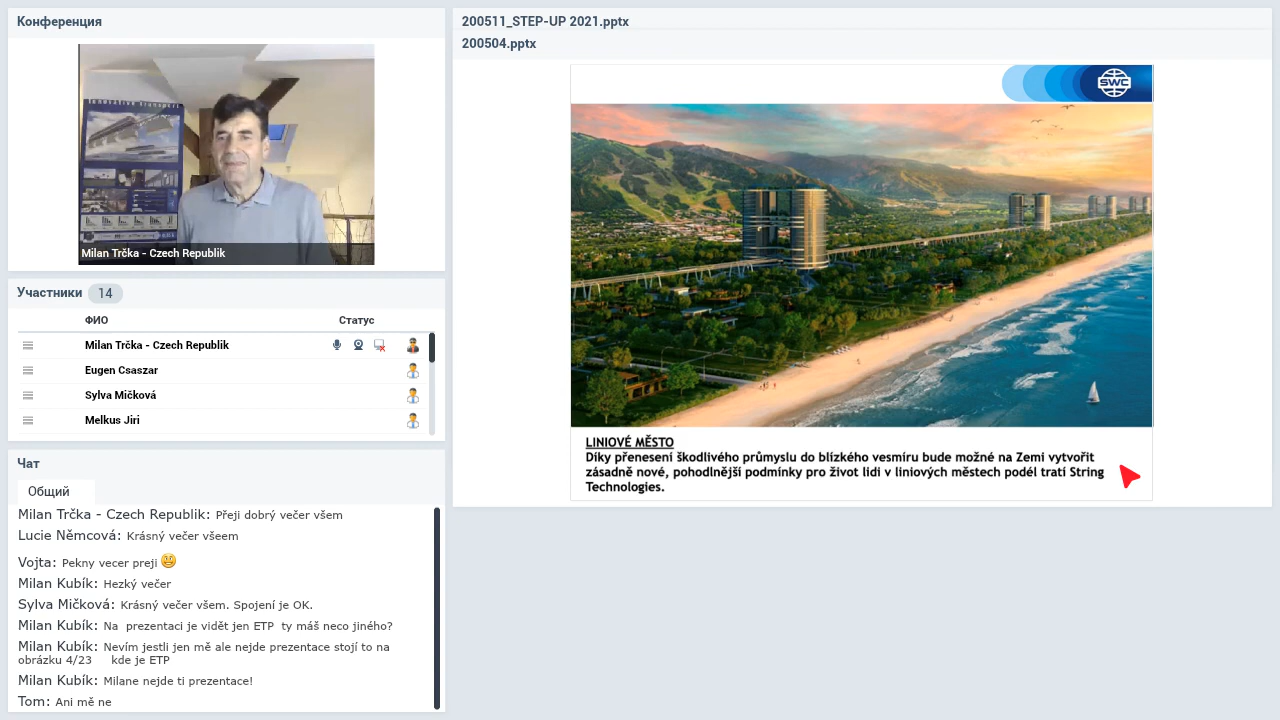 Конференция
Innovation transport
Milan Trčka - Czech Republik
Участники 14
ФИО Статус
Milan Trčka - Czech Republik
Eugen Csaszar
Sylva Mičková
Melkus Jiri
Чат
Общий
Milan Trčka - Czech Republik: Přeji dobrý večer všem
Lucie Němcová: Krásný večer všeem
Vojta: Pekny vecer preji
Milan Kubík: Hezký večer
Sylva Mičková: Krásný večer všem. Spojení je OK.
Milan Kubík: Na prezentaci je vidět jen ETP ty máš neco jiného?
Milan Kubík: Nevím jestli jen mě ale nejde prezentace stojí to na
obrázku 4/23 kde je ETP
Milan Kubík: Milane nejde ti prezentace!
Tom: Ani mě ne
200511_STEP-UP 2021.pptx
200504.pptx
SWC
LINIOVÉ MĚSTO
Díky přenesení škodlivého průmyslu do blízkého vesmíru bude možné na Zemi vytvořit
zásadně nové, pohodlnější podmínky pro život lidi v liniových městech podél tratí String
Technologies.